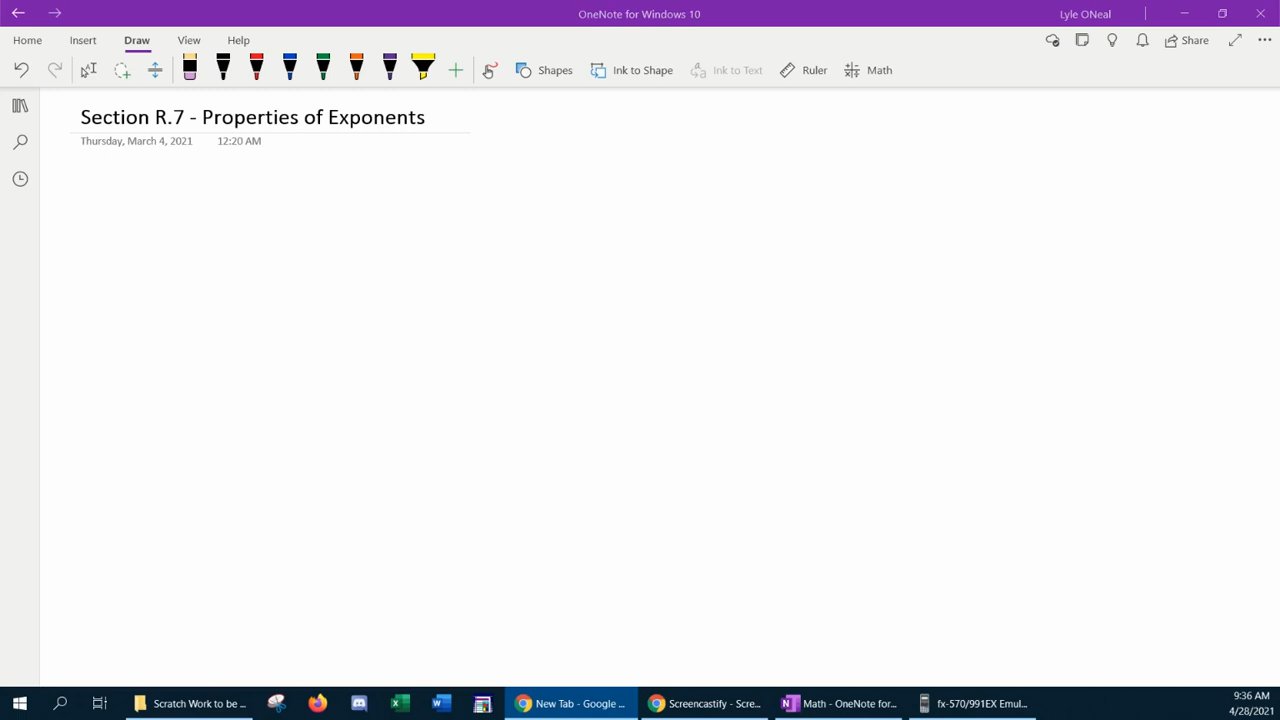 OneNote for Windows 10
Lyle ONeal
Home
Insert
Draw
View
Help
Share
Shapes
Ink to Shape
Ink to Text
Ruler
Math
Section R.7 - Properties of Exponents
Thursday, March 4, 2021
12:20 AM
Scratch Work to be ...
New Tab - Google ...
Screencastify - Scre...
Math - OneNote for...
fx-570/991EX Emul...
9:36 AM
4/28/2021